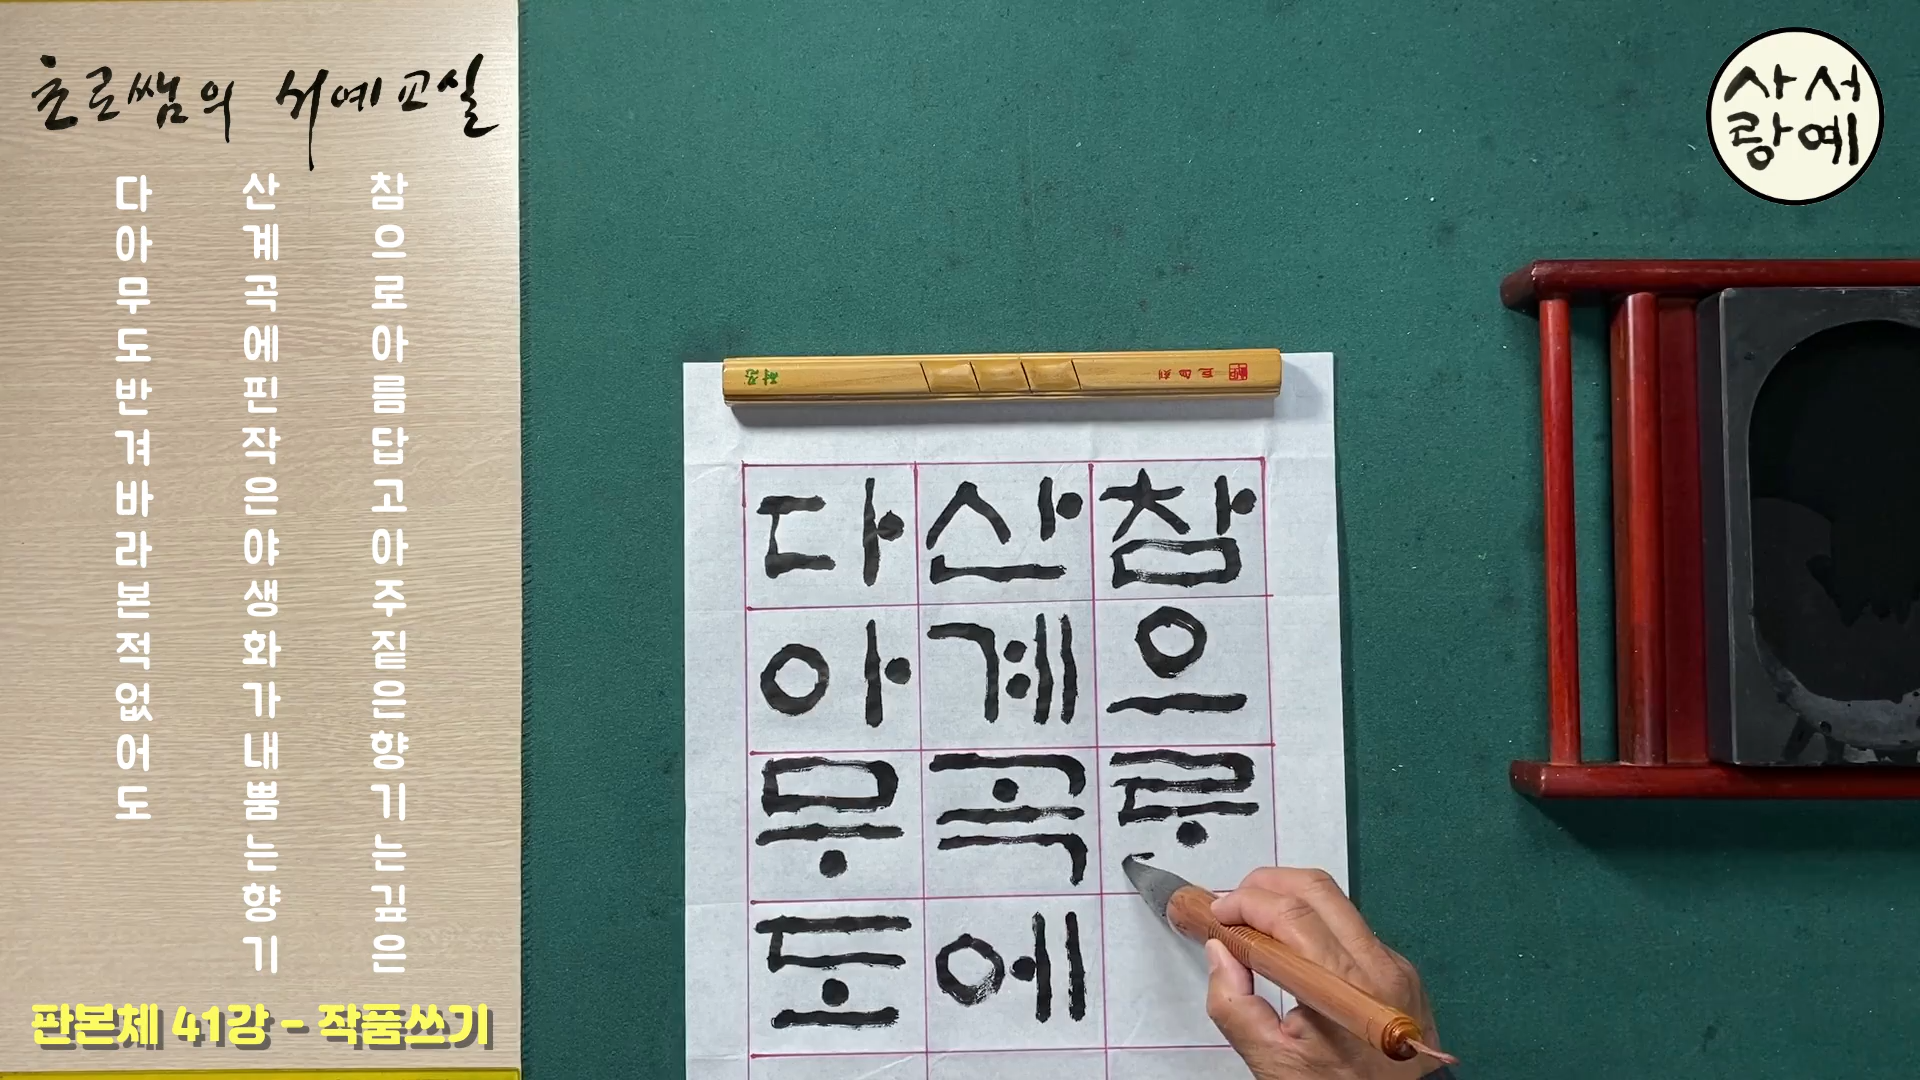 초로쌤의 서예교실
참으로아름답고아주짙은향기는깊은
산계곡에핀작은야생화가내뿜는향기
다아무도반겨바라본적없어도
판본체 41강 - 작품쓰기
서예
사랑
참으로
산계곡에
다아무도